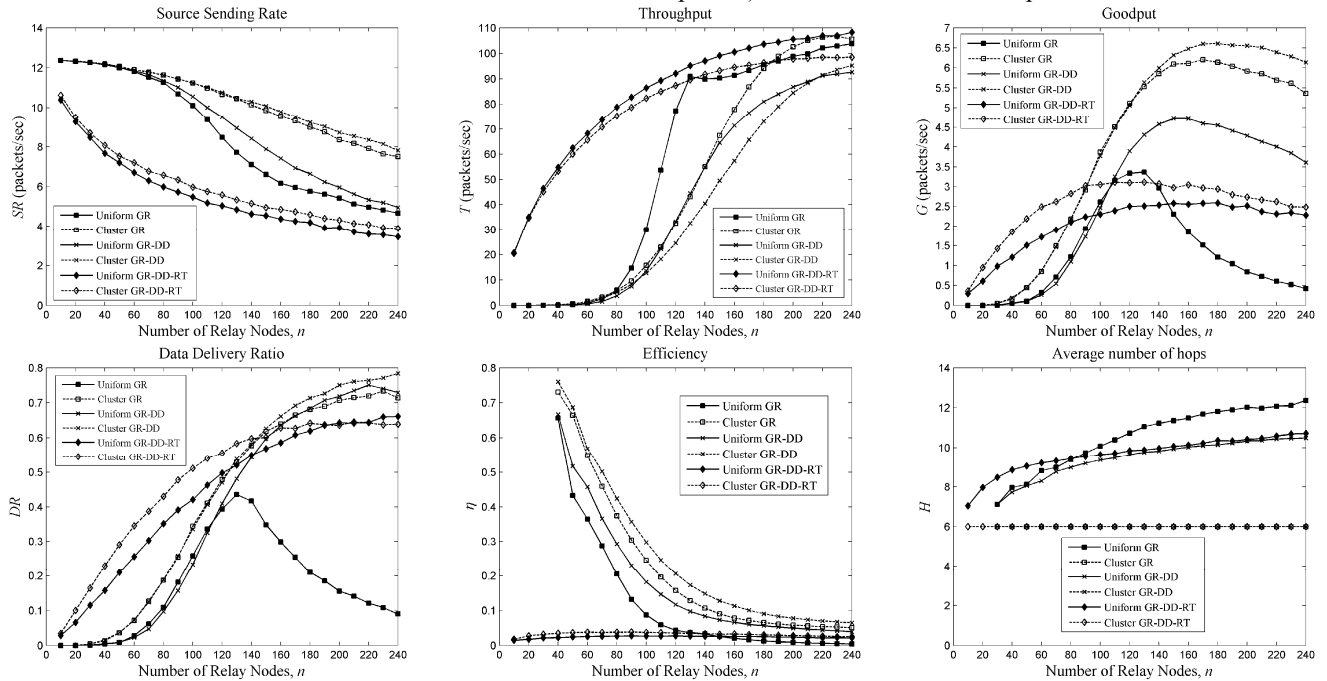 Source Sending Rate
14
12
10
8
6
4
2
0
SR (packets/sec)
Uniform GR
Cluster GR
Uniform GR-DD
Cluster GR-DD
Uniform GR-DD-RT
Cluster GR-DD-RT
0 20 40 60 80 100 120 140 160 180 200 220 240
Number of Relay Nodes, n
Throughput
110
100
90
80
70
60
50
40
30
20
10
0
T (packets/sec)
Uniform GR
Cluster GR
Uniform GR-DD
Cluster GR-DD
Uniform GR-DD-RT
Cluster GR-DD-RT
0 20 40 60 80 100 120 140 160 180 200 220 240
Number of Relay Nodes, n
Goodput
7
6.5
6
5.5
5
4.5
4
3.5
3
2.5
2
1.5
1
0.5
0
G (packets/sec)
Uniform GR
Cluster GR
Uniform GR-DD
Cluster GR-DD
Uniform GR-DD-RT
Cluster GR-DD-RT
0 20 40 60 80 100 120 140 160 180 200 220 240
Number of Relay Nodes, n
Data Delivery Ratio
0.8
0.7
0.6
0.5
0.4
0.3
0.2
0.1
0
DR
Uniform GR
Cluster GR
Uniform GR-DD
Cluster GR-DD
Uniform GR-DD-RT
Cluster GR-DD-RT
0 20 40 60 80 100 120 140 160 180 200 220 240
Number of Relay Nodes, n
Efficiency
0.8
0.7
0.6
0.5
0.4
0.3
0.2
0.1
0
η
Uniform GR
Cluster GR
Uniform GR-DD
Cluster GR-DD
Uniform GR-DD-RT
Cluster GR-DD-RT
0 20 40 60 80 100 120 140 160 180 200 220 240
Number of Relay Nodes, n
Average number of hops
14
12
10
8
6
4
2
0
H
Uniform GR
Cluster GR
Uniform GR-DD
Cluster GR-DD
Uniform GR-DD-RT
Cluster GR-DD-RT
0 20 40 60 80 100 120 140 160 180 200 220 240
Number of Relay Nodes, n